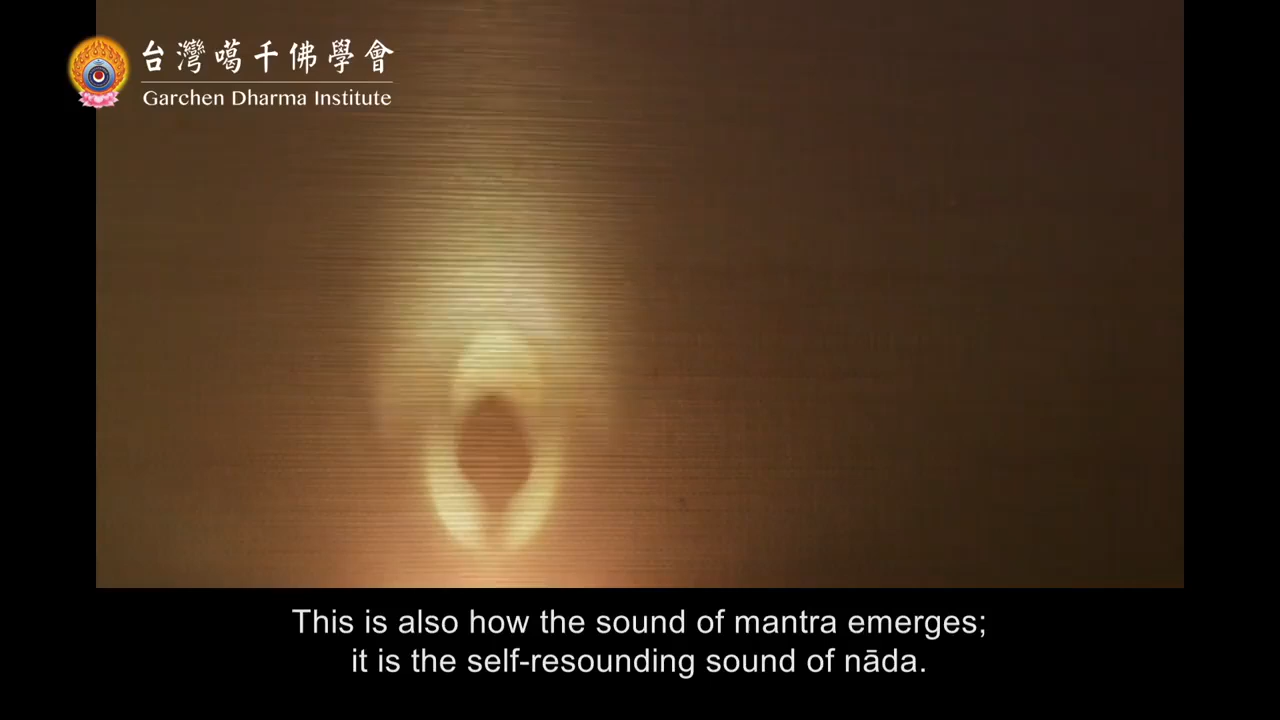 台灣噶千佛學會
Garchen Dharma Institute
This is also how the sound of mantra emerges;
it is the self-resounding sound of nāda.